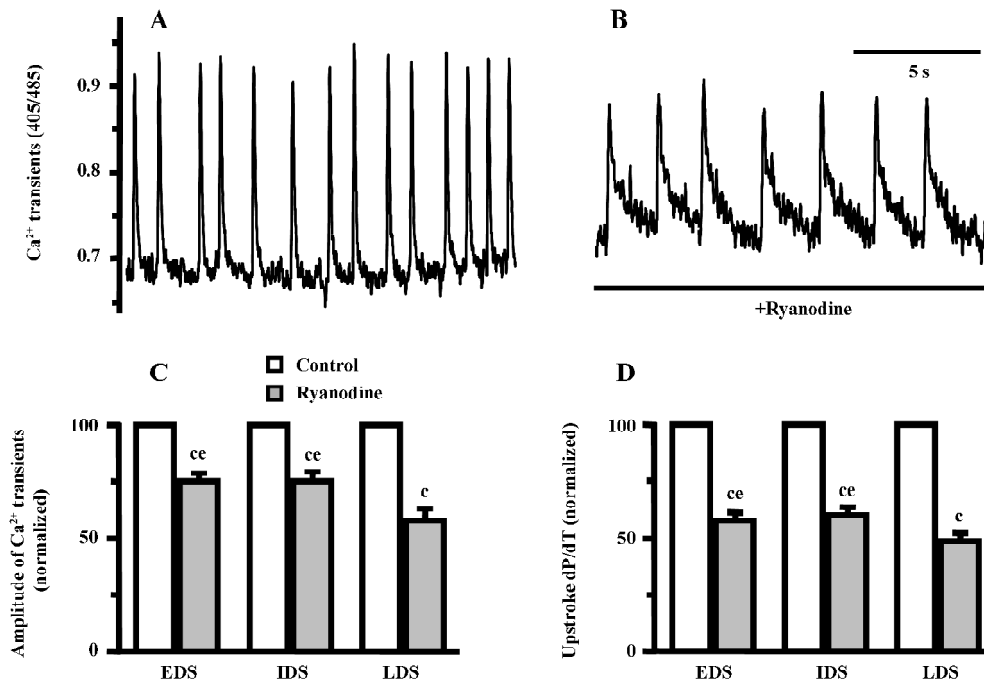 A
Ca²⁺ transients (405/485)
0.9
0.8
0.7
B
5 s
+Ryanodine
C
Control
Ryanodine
Amplitude of Ca²⁺ transients
(normalized)
100
50
0
ce
ce
c
EDS
IDS
LDS
D
Upstroke dP/dT (normalized)
100
50
0
ce
ce
c
EDS
IDS
LDS